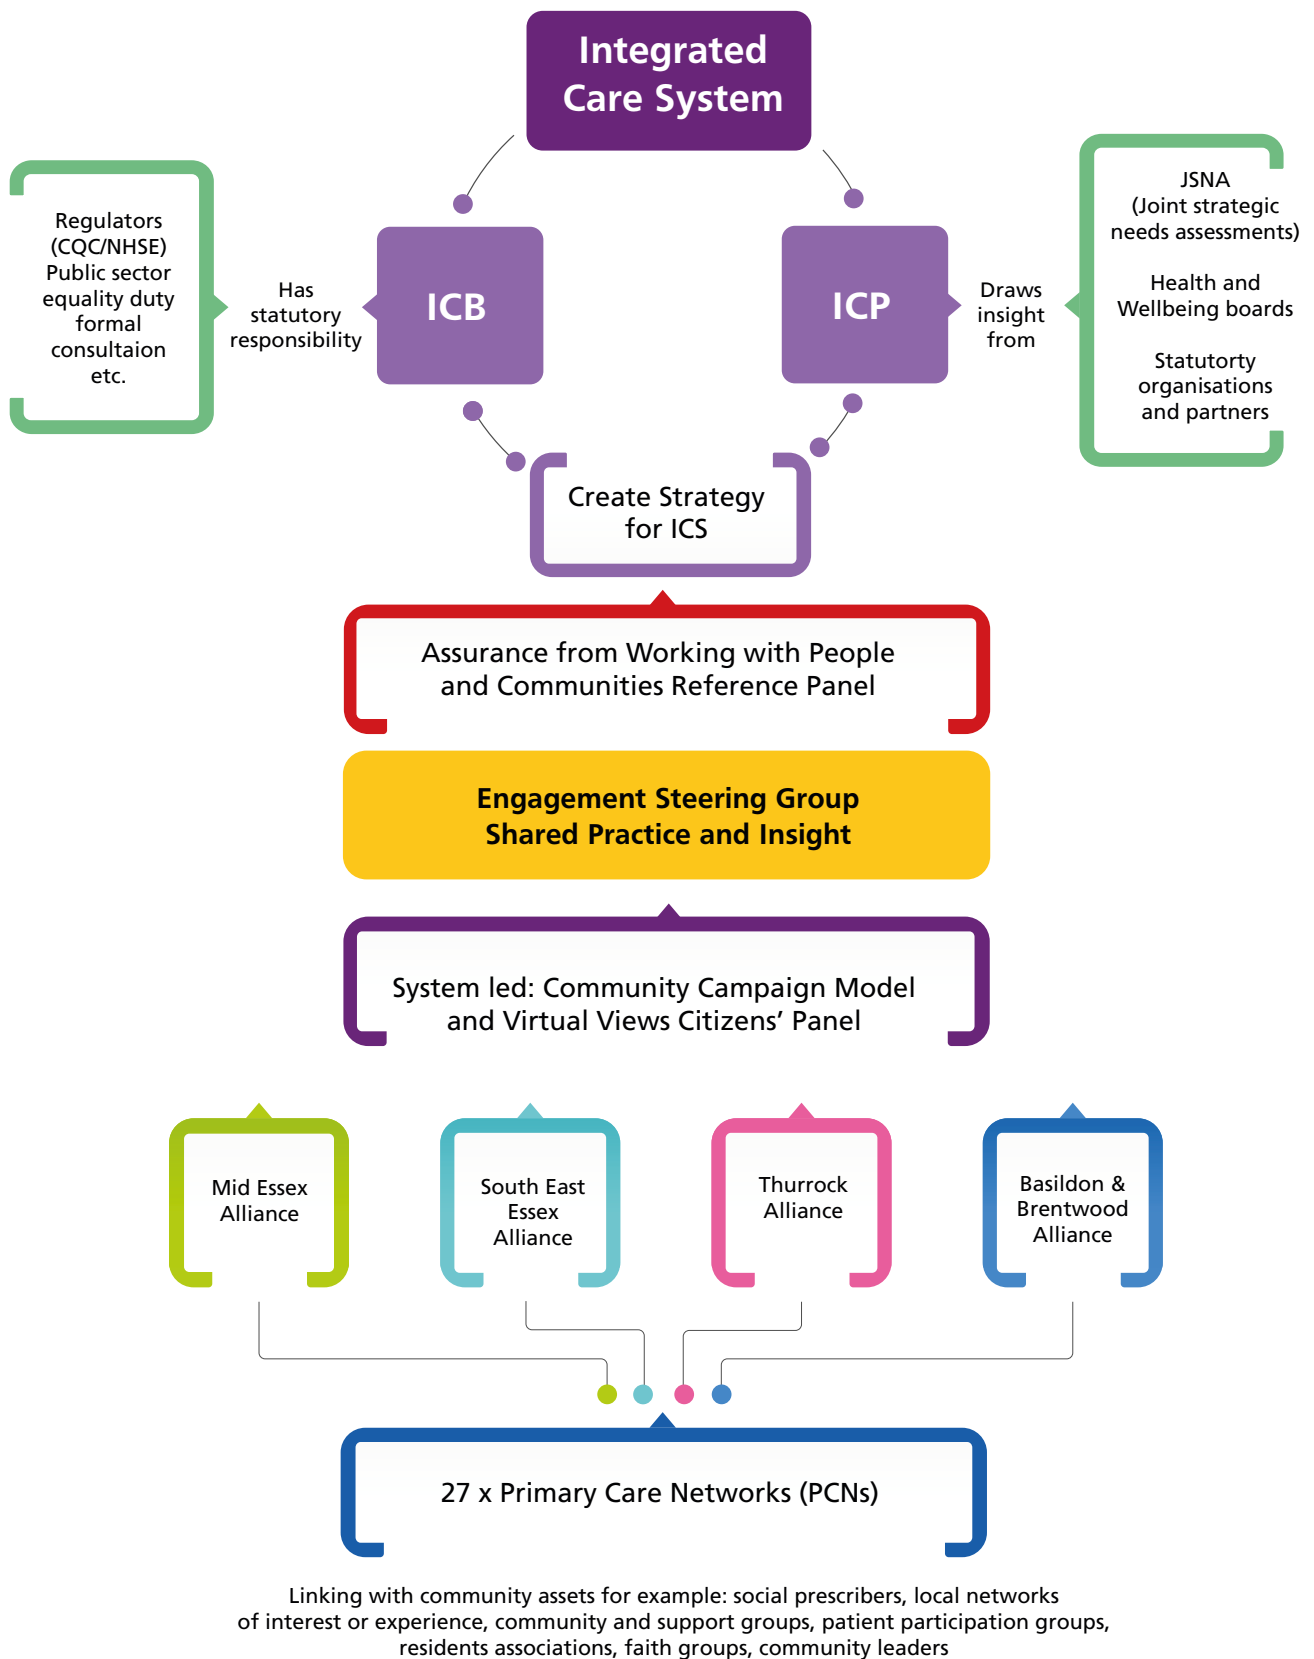 Integrated
Care System
Regulators
(CQC/NHSE)
Public sector
equality duty
formal
consultaion
etc.
Has
statutory
responsibility
ICB
ICP
Draws
insight
from
JSNA
(Joint strategic
needs assessments)
Health and
Wellbeing boards
Statutorty
organisations
and partners
Create Strategy
for ICS
Assurance from Working with People
and Communities Reference Panel
Engagement Steering Group
Shared Practice and Insight
System led: Community Campaign Model
and Virtual Views Citizens’ Panel
Mid Essex
Alliance
South East
Essex
Alliance
Thurrock
Alliance
Basildon &
Brentwood
Alliance
27 x Primary Care Networks (PCNs)
Linking with community assets for example: social prescribers, local networks
of interest or experience, community and support groups, patient participation groups,
residents associations, faith groups, community leaders